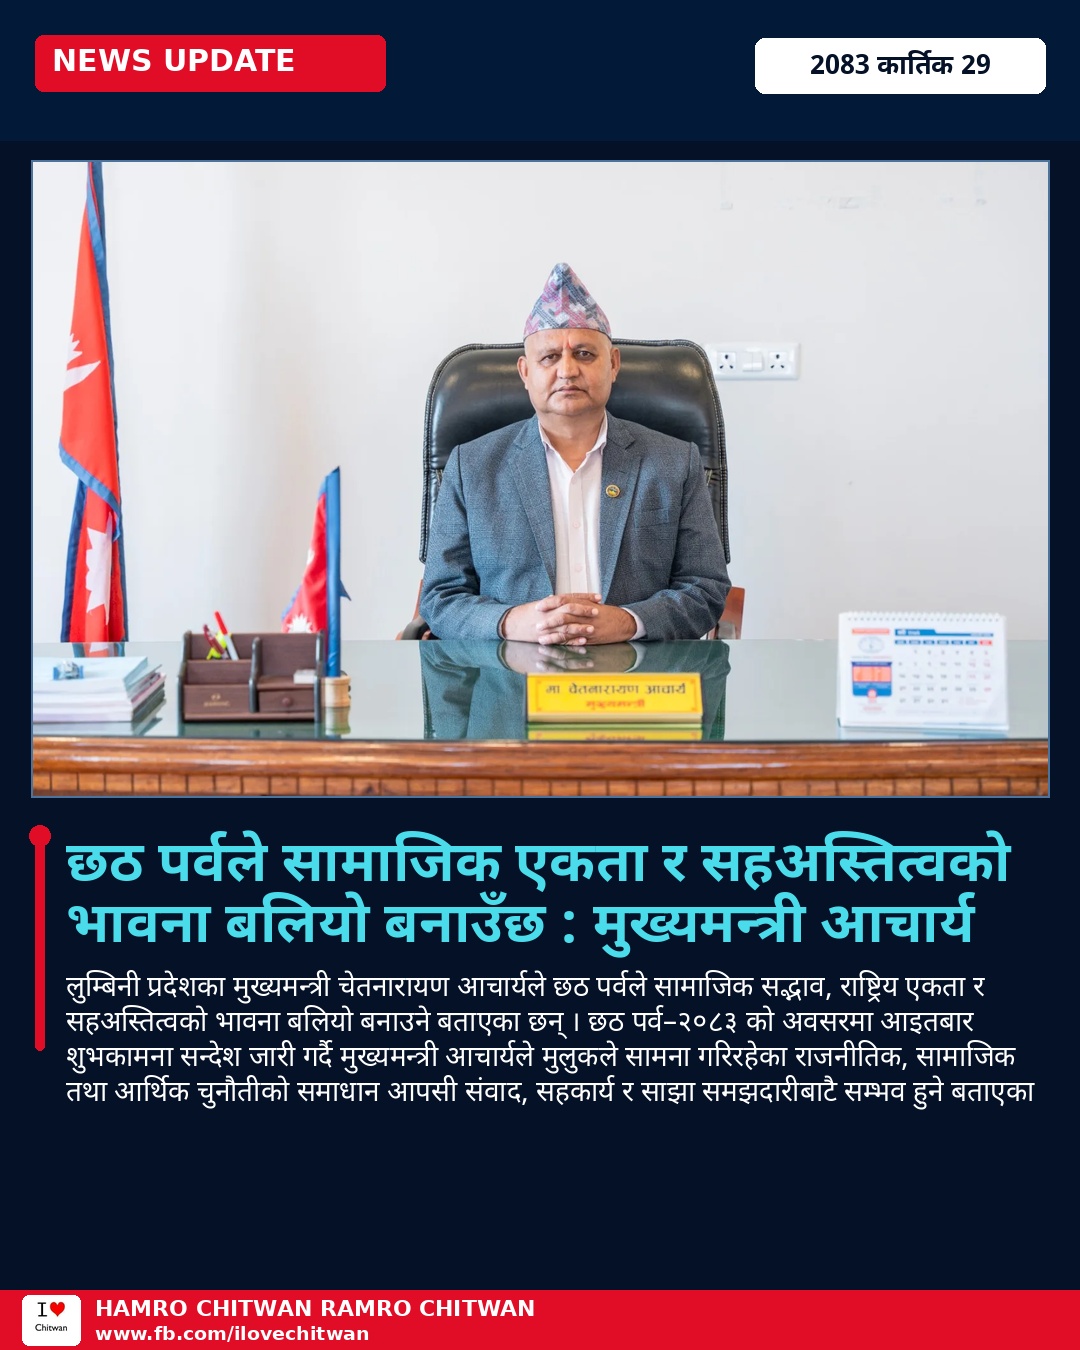 NEWS UPDATE
2083 कार्तिक 29
मा. चेतनारायण आचार्य
मुख्यमन्त्री
छठ पर्वले सामाजिक एकता र सहअस्तित्वको
भावना बलियो बनाउँछ : मुख्यमन्त्री आचार्य
लुम्बिनी प्रदेशका मुख्यमन्त्री चेतनारायण आचार्यले छठ पर्वले सामाजिक सद्भाव, राष्ट्रिय एकता र
सहअस्तित्वको भावना बलियो बनाउने बताएका छन् । छठ पर्व–२०८३ को अवसरमा आइतबार
शुभकामना सन्देश जारी गर्दै मुख्यमन्त्री आचार्यले मुलुकले सामना गरिरहेका राजनीतिक, सामाजिक
तथा आर्थिक चुनौतीको समाधान आपसी संवाद, सहकार्य र साझा समझदारीबाटै सम्भव हुने बताएका
I ♥
Chitwan
HAMRO CHITWAN RAMRO CHITWAN
www.fb.com/ilovechitwan